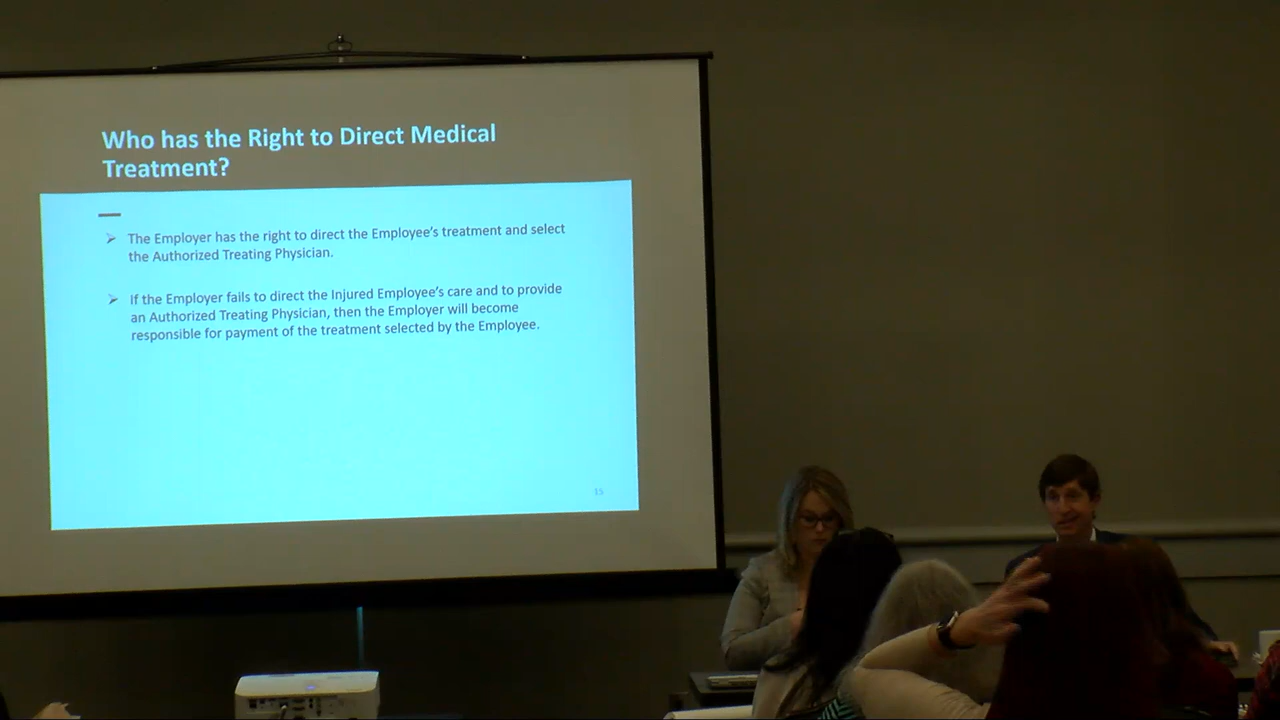 Who has the Right to Direct Medical
Treatment?
➢ The Employer has the right to direct the Employee's treatment and select
the Authorized Treating Physician.
➢ If the Employer fails to direct the Injured Employee's care and to provide
an Authorized Treating Physician, then the Employer will become
responsible for payment of the treatment selected by the Employee.
15